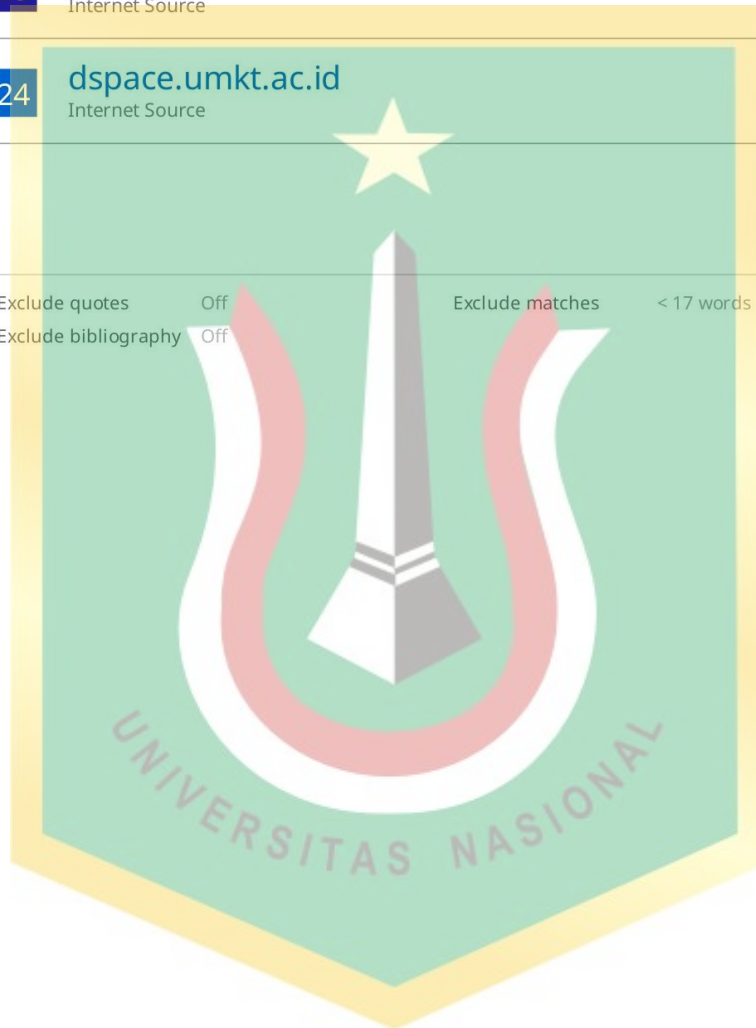 Internet Source
24 dspace.umkt.ac.id
Internet Source
Exclude quotes Off Exclude matches < 17 words
Exclude bibliography Off
UNIVERSITAS NASIONAL